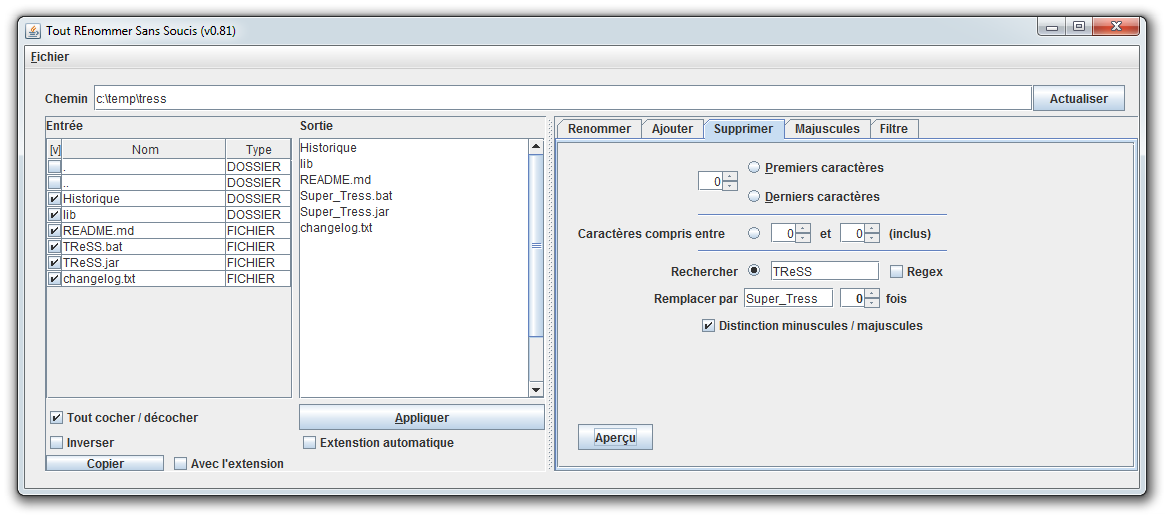 Tout REnommer Sans Soucis (v0.81)
Fichier
Chemin c:\temp\tress Actualiser
Entrée
[v] Nom Type
. DOSSIER
.. DOSSIER
Historique DOSSIER
lib DOSSIER
README.md FICHIER
TReSS.bat FICHIER
TReSS.jar FICHIER
changelog.txt FICHIER
Tout cocher / décocher
Inverser
Copier Avec l'extension
Sortie
Historique
lib
README.md
Super_Tress.bat
Super_Tress.jar
changelog.txt
Appliquer
Extenstion automatique
Renommer Ajouter Supprimer Majuscules Filtre
0 Premiers caractères
Derniers caractères
Caractères compris entre 0 et 0 (inclus)
Rechercher TReSS Regex
Remplacer par Super_Tress 0 fois
Distinction minuscules / majuscules
Aperçu